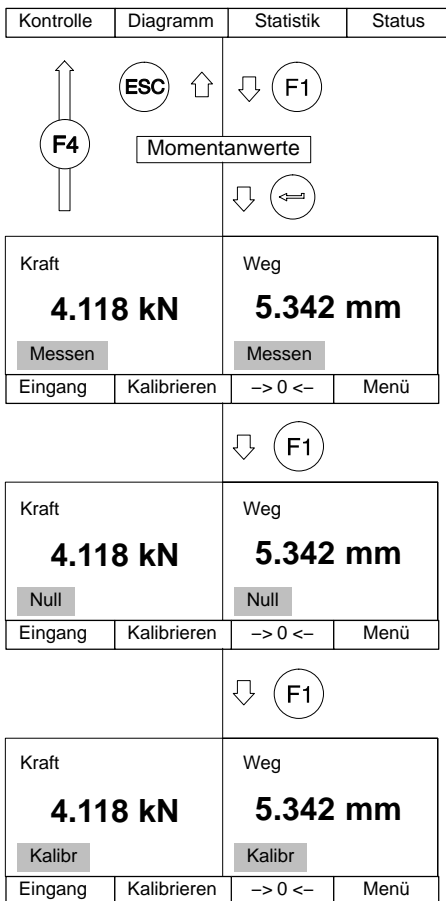 Kontrolle Diagramm Statistik Status
ESC F1
F4
Momentanwerte
Kraft Weg
4.118 kN 5.342 mm
Messen Messen
Eingang Kalibrieren –> 0 <– Menü
F1
Kraft Weg
4.118 kN 5.342 mm
Null Null
Eingang Kalibrieren –> 0 <– Menü
F1
Kraft Weg
4.118 kN 5.342 mm
Kalibr Kalibr
Eingang Kalibrieren –> 0 <– Menü